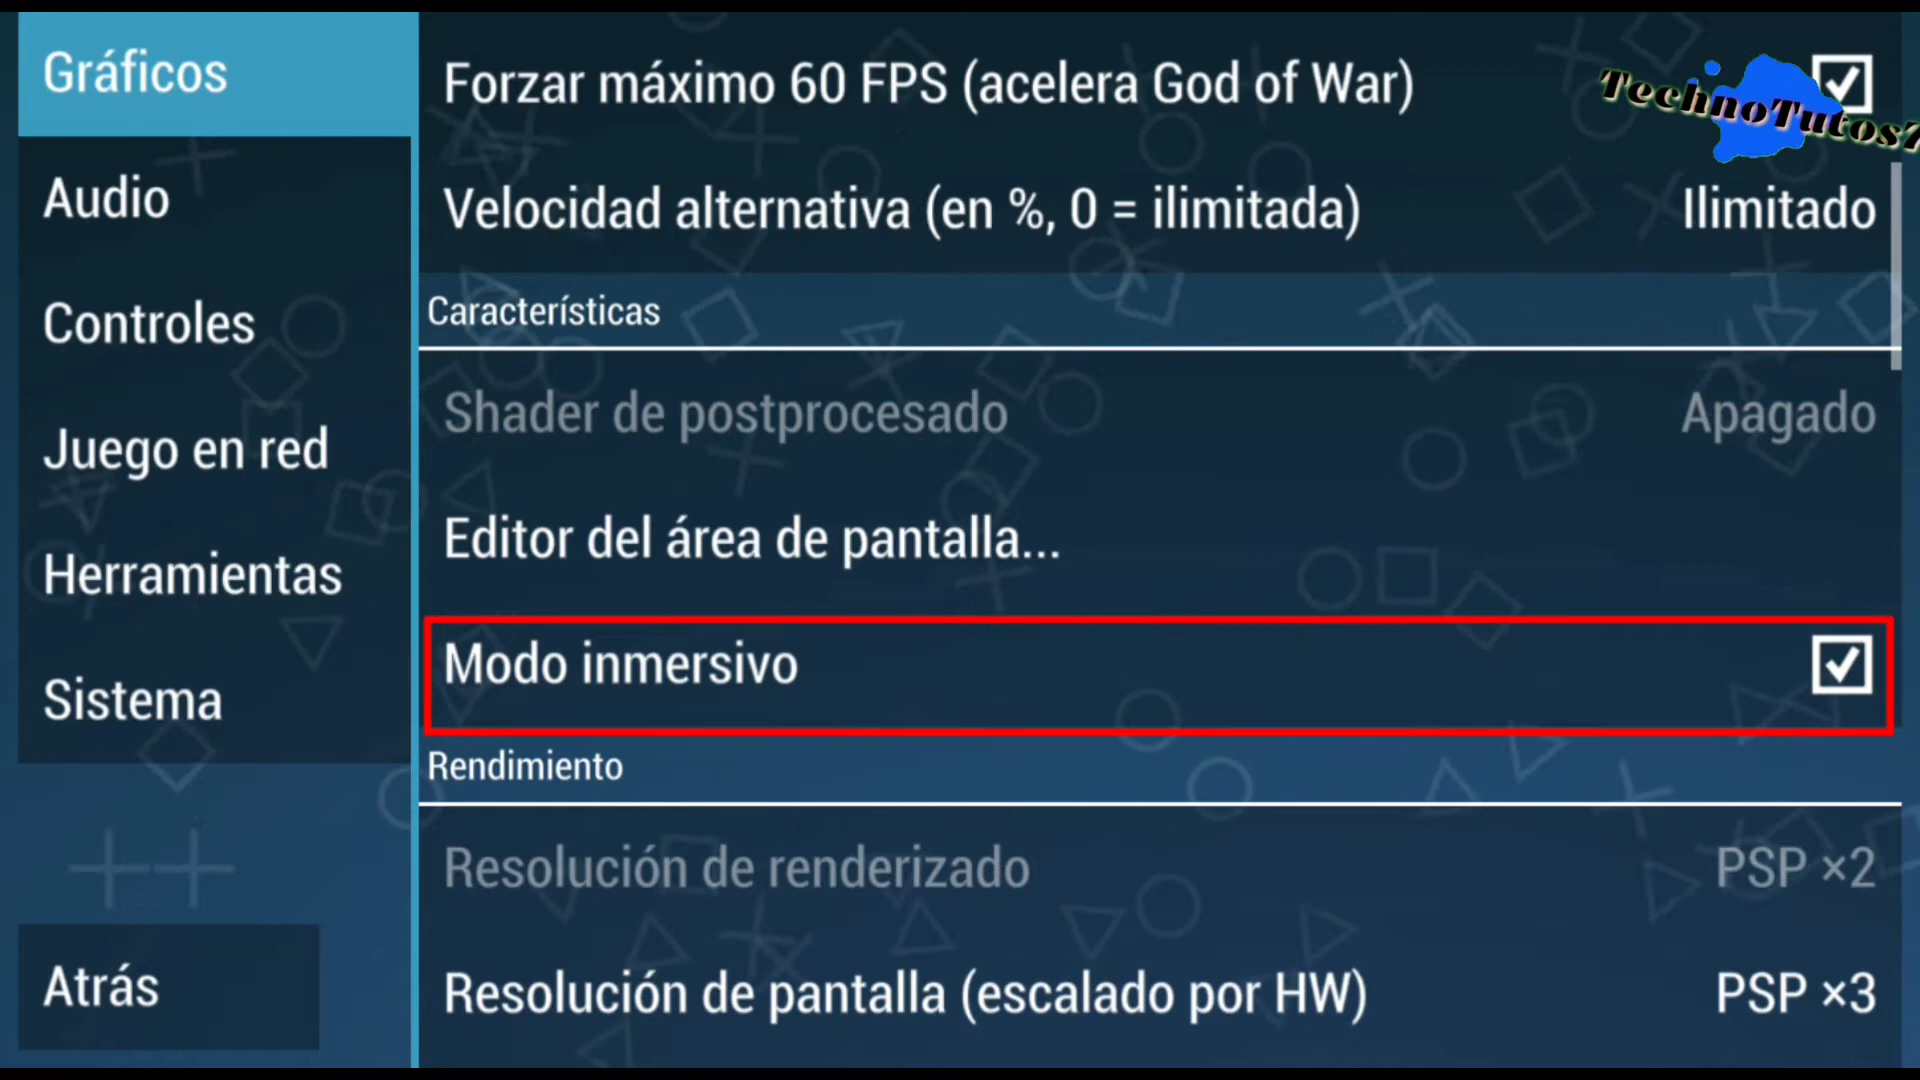 Gráficos
Audio
Controles
Juego en red
Herramientas
Sistema
Atrás
Forzar máximo 60 FPS (acelera God of War)
TechnoTutos7
Velocidad alternativa (en %, 0 = ilimitada) Ilimitado
Características
Shader de postprocesado Apagado
Editor del área de pantalla...
Modo inmersivo
Rendimiento
Resolución de renderizado PSP ×2
Resolución de pantalla (escalado por HW) PSP ×3